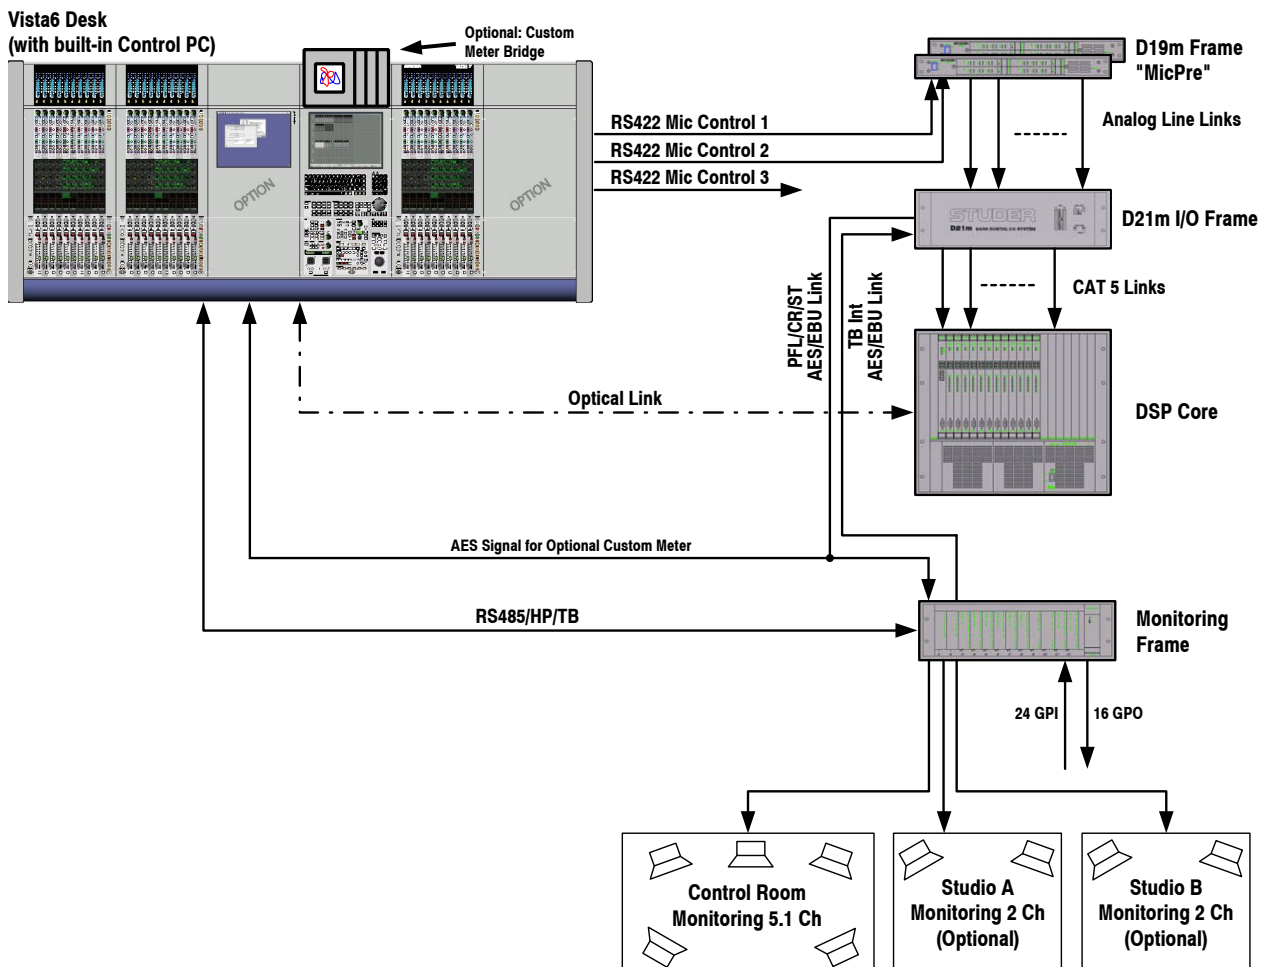 Vista6 Desk
(with built-in Control PC)
Optional: Custom
Meter Bridge
D19m Frame
"MicPre"
RS422 Mic Control 1
RS422 Mic Control 2
RS422 Mic Control 3
Analog Line Links
OPTION
OPTION
STUDER
D21m
D21m I/O Frame
CAT 5 Links
PFL/CR/ST
AES/EBU Link
TB Int
AES/EBU Link
Optical Link
DSP Core
AES Signal for Optional Custom Meter
RS485/HP/TB
Monitoring
Frame
24 GPI
16 GPO
Control Room
Monitoring 5.1 Ch
Studio A
Monitoring 2 Ch
(Optional)
Studio B
Monitoring 2 Ch
(Optional)